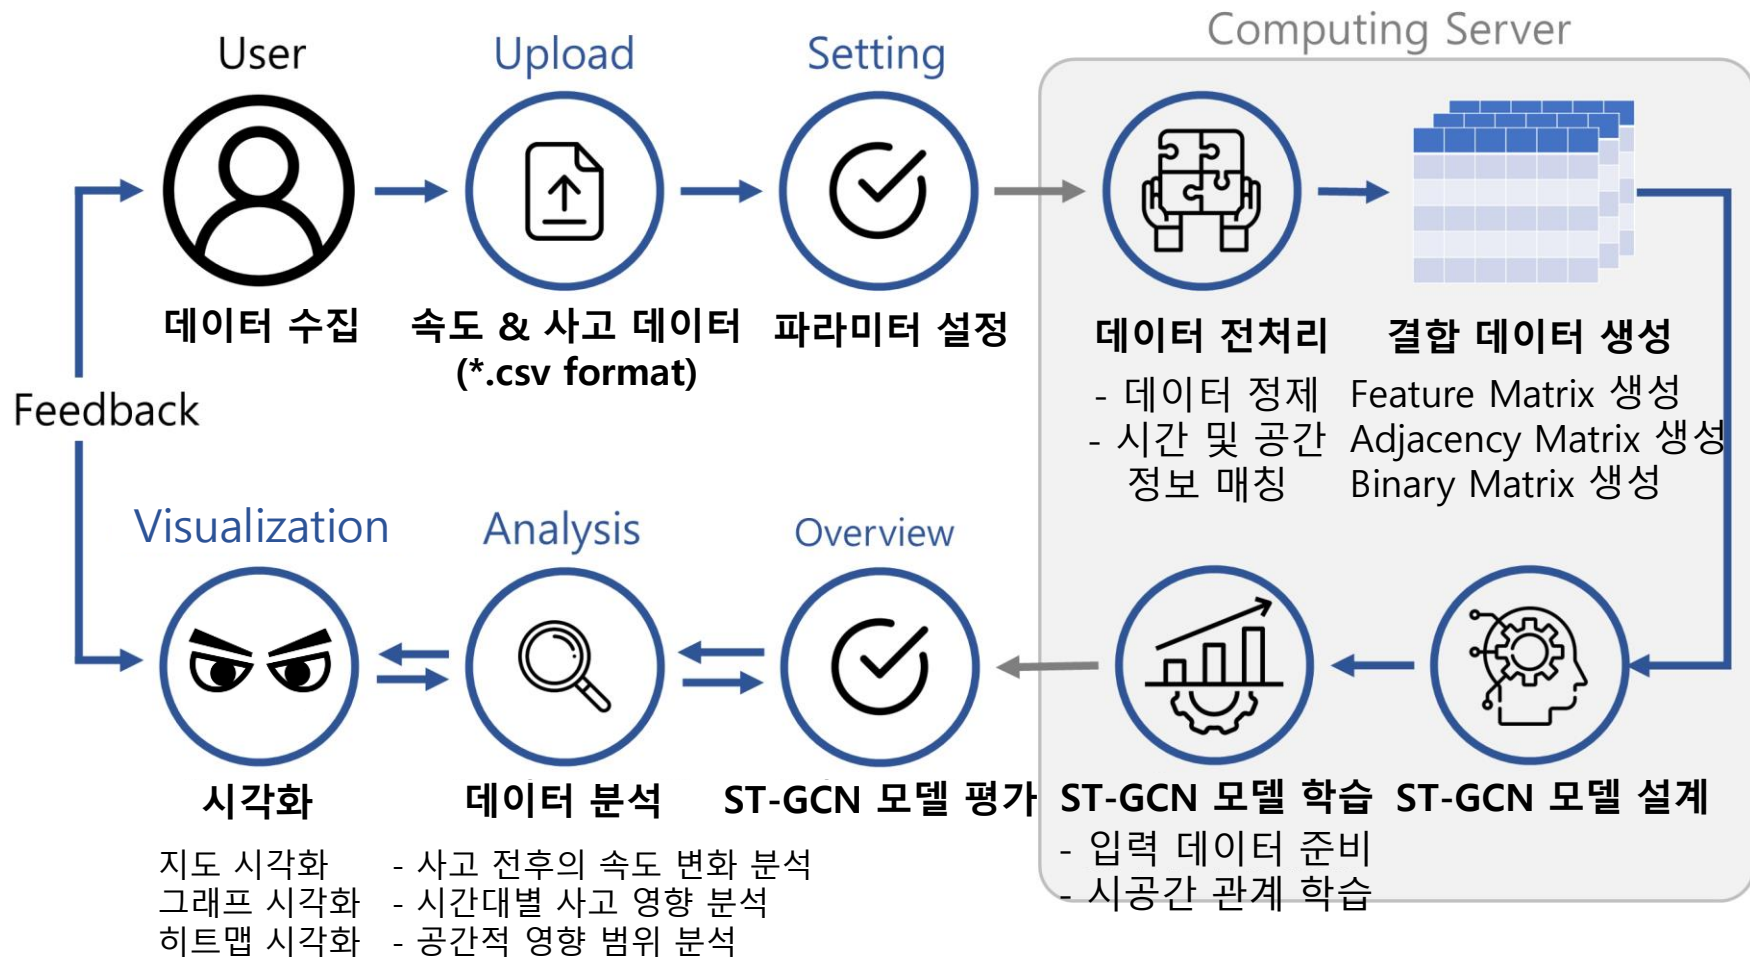 Computing Server
User
Upload
Setting
데이터 수집
속도 & 사고 데이터
(*.csv format)
파라미터 설정
데이터 전처리
- 데이터 정제
- 시간 및 공간
정보 매칭
결합 데이터 생성
Feature Matrix 생성
Adjacency Matrix 생성
Binary Matrix 생성
Feedback
Visualization
Analysis
Overview
시각화
지도 시각화
그래프 시각화
히트맵 시각화
데이터 분석
- 사고 전후의 속도 변화 분석
- 시간대별 사고 영향 분석
- 공간적 영향 범위 분석
ST-GCN 모델 평가
ST-GCN 모델 학습
- 입력 데이터 준비
- 시공간 관계 학습
ST-GCN 모델 설계